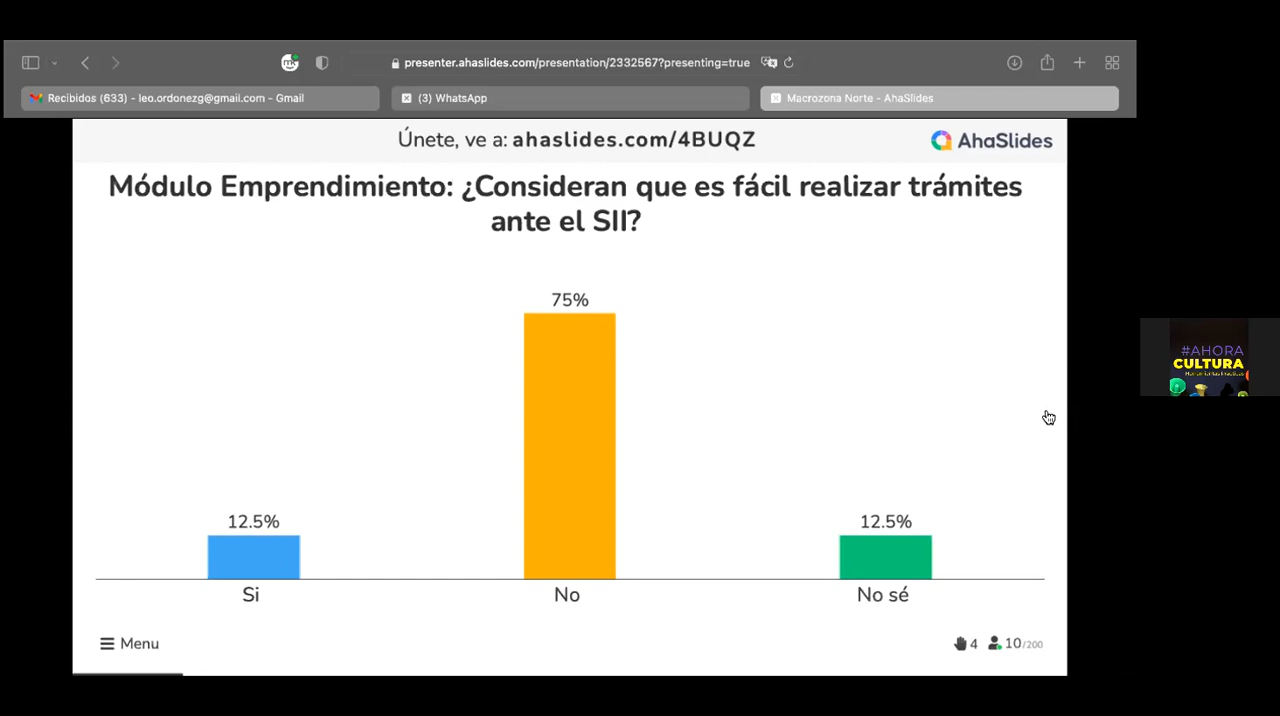 presenter.ahaslides.com/presentation/2332567?presenting=true
Recibidos (633) - leo.ordonezg@gmail.com - Gmail
(3) WhatsApp
Macrozona Norte - AhaSlides
Únete, ve a: ahaslides.com/4BUQZ
AhaSlides
Módulo Emprendimiento: ¿Consideran que es fácil realizar trámites
ante el SII?
75%
12.5%
12.5%
Si
No
No sé
Menu
4
10/200
#AHORA
CULTURA